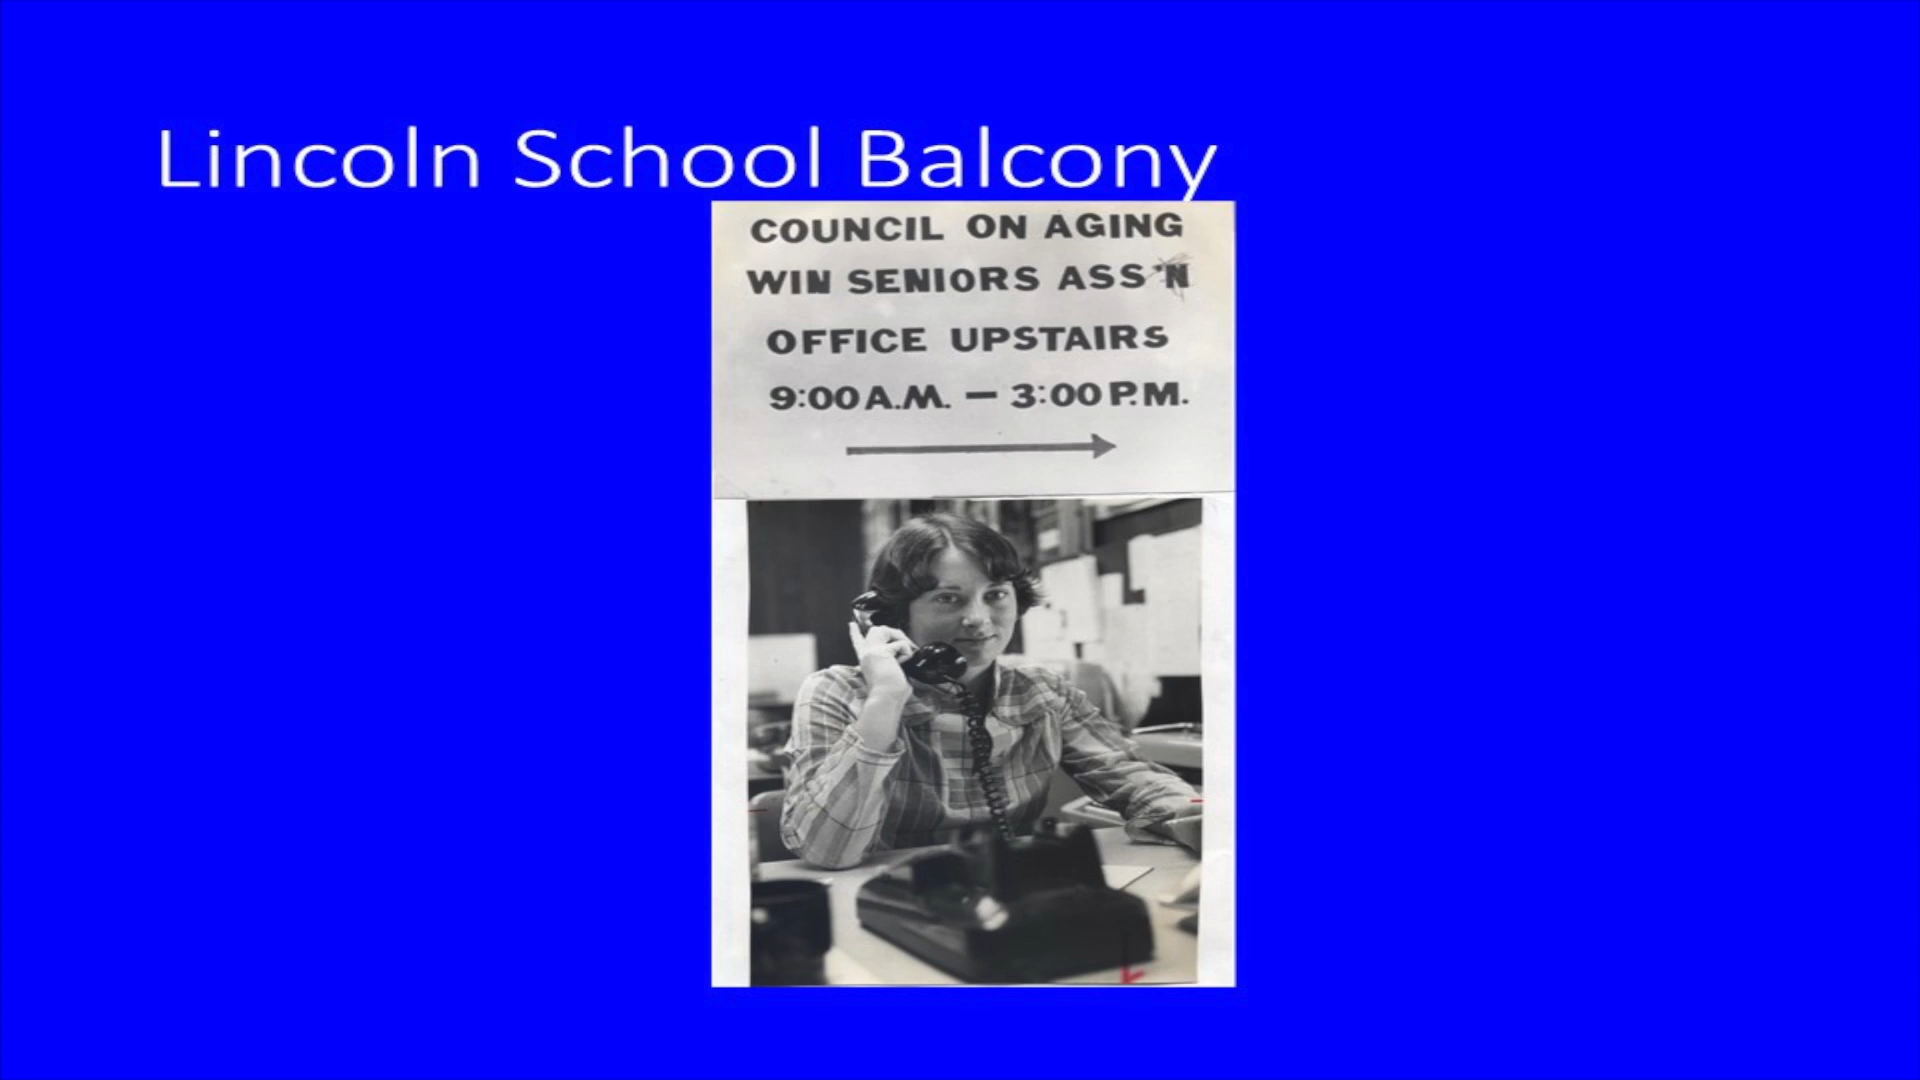 Lincoln School Balcony
COUNCIL ON AGING
WIN SENIORS ASS'N
OFFICE UPSTAIRS
9:00 A.M. — 3:00 P.M.